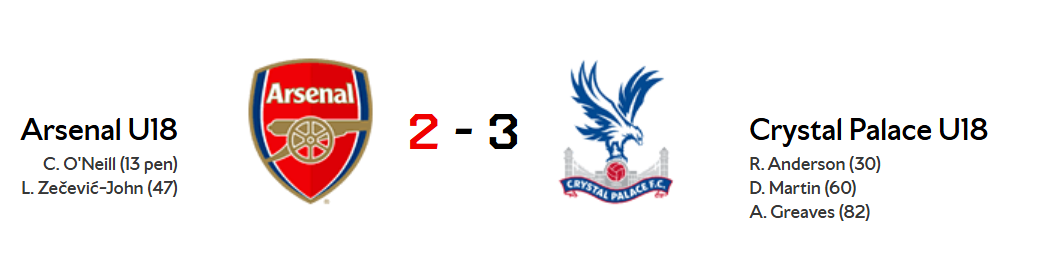 Arsenal U18
C. O'Neill (13 pen)
L. Zečević-John (47)
Arsenal
2 - 3
CRYSTAL PALACE F.C.
Crystal Palace U18
R. Anderson (30)
D. Martin (60)
A. Greaves (82)